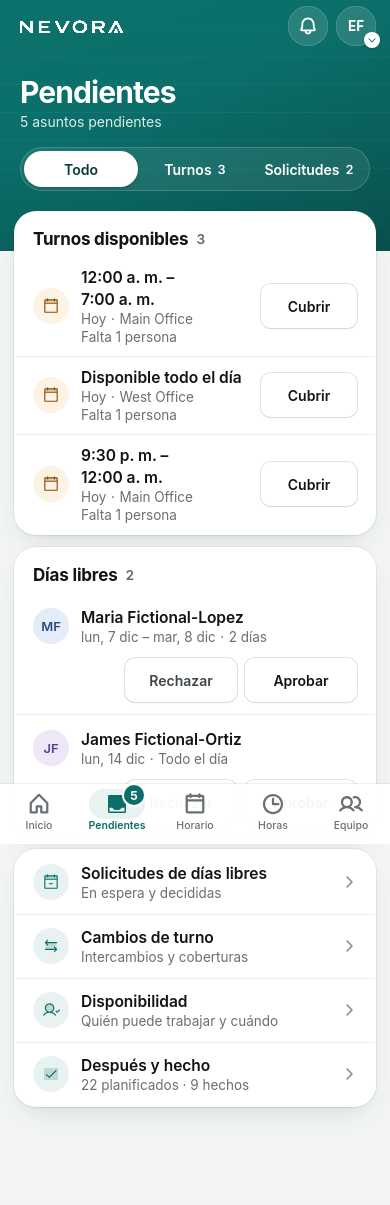 NEVORA
EF
Pendientes
5 asuntos pendientes
Todo
Turnos 3
Solicitudes 2
Turnos disponibles 3
12:00 a. m. –
7:00 a. m.
Hoy · Main Office
Falta 1 persona
Cubrir
Disponible todo el día
Hoy · West Office
Falta 1 persona
Cubrir
9:30 p. m. –
12:00 a. m.
Hoy · Main Office
Falta 1 persona
Cubrir
Días libres 2
MF
Maria Fictional-Lopez
lun, 7 dic – mar, 8 dic · 2 días
Rechazar
Aprobar
JF
James Fictional-Ortiz
lun, 14 dic · Todo el día
5
Inicio
Pendientes
Horario
Horas
Equipo
Solicitudes de días libres
En espera y decididas
Cambios de turno
Intercambios y coberturas
Disponibilidad
Quién puede trabajar y cuándo
Después y hecho
22 planificados · 9 hechos